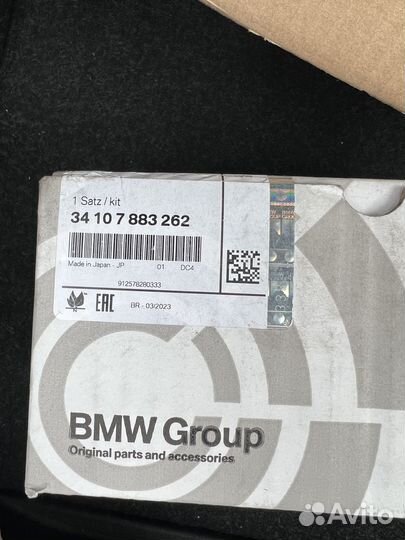 1 Satz / kit
34 10 7 883 262
Made in Japan - JP 01 DC4
912578280333
EAC BR - 03/2023
BMW Group
Original parts and accessories
Avito